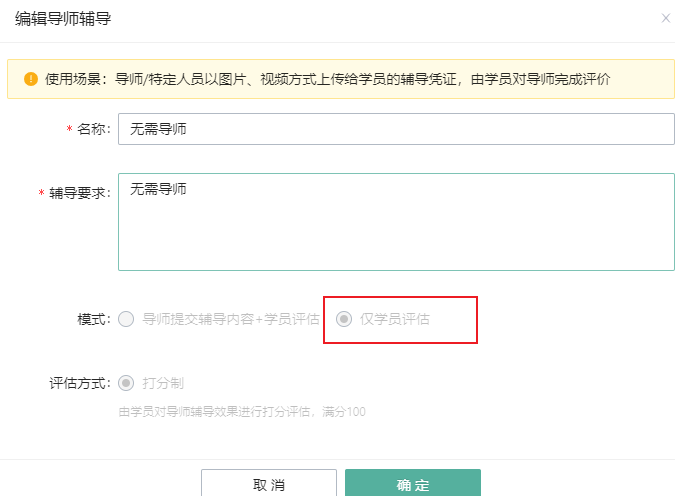 编辑导师辅导
使用场景：导师/特定人员以图片、视频方式上传给学员的辅导凭证，由学员对导师完成评价
* 名称： 无需导师
* 辅导要求： 无需导师
模式： 导师提交辅导内容+学员评估 仅学员评估
评估方式： 打分制
由学员对导师辅导效果进行打分评估，满分100
取 消 确 定